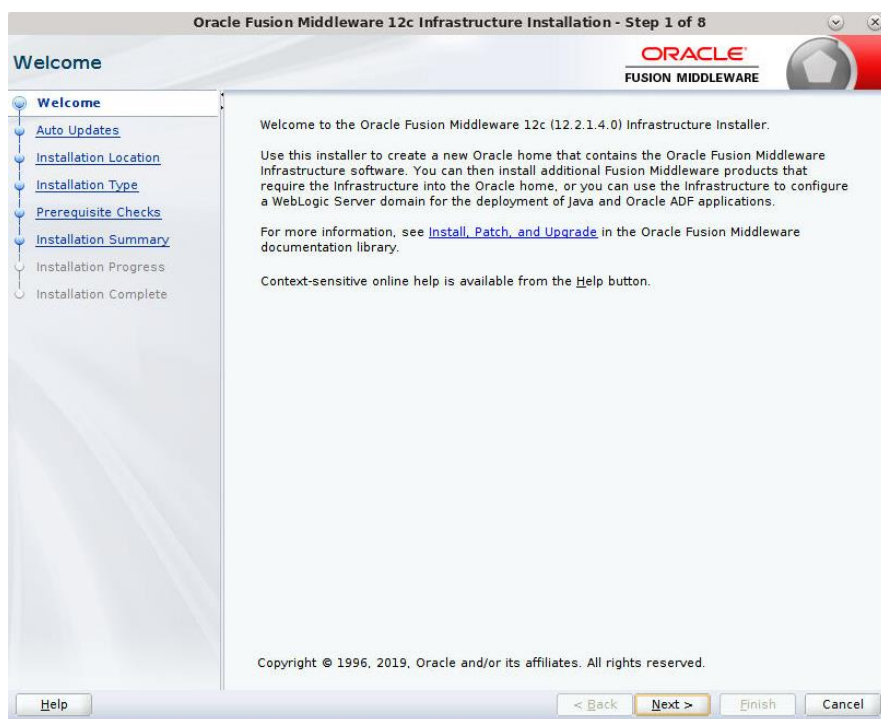 Oracle Fusion Middleware 12c Infrastructure Installation - Step 1 of 8
Welcome
ORACLE
FUSION MIDDLEWARE
Welcome
Auto Updates
Installation Location
Installation Type
Prerequisite Checks
Installation Summary
Installation Progress
Installation Complete
Welcome to the Oracle Fusion Middleware 12c (12.2.1.4.0) Infrastructure Installer.
Use this installer to create a new Oracle home that contains the Oracle Fusion Middleware
Infrastructure software. You can then install additional Fusion Middleware products that
require the Infrastructure into the Oracle home, or you can use the Infrastructure to configure
a WebLogic Server domain for the deployment of Java and Oracle ADF applications.
For more information, see Install, Patch, and Upgrade in the Oracle Fusion Middleware
documentation library.
Context-sensitive online help is available from the Help button.
Copyright © 1996, 2019, Oracle and/or its affiliates. All rights reserved.
Help
< Back
Next >
Finish
Cancel